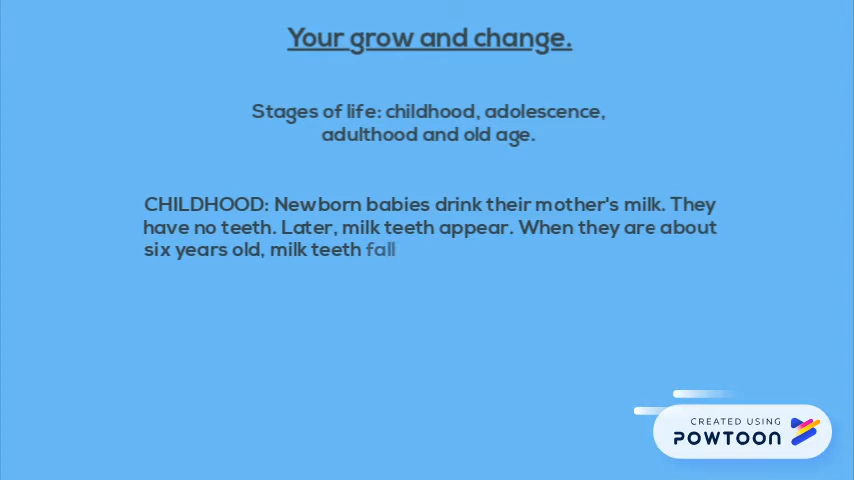 Your grow and change.
Stages of life: childhood, adolescence,
adulthood and old age.
CHILDHOOD: Newborn babies drink their mother's milk. They
have no teeth. Later, milk teeth appear. When they are about
six years old, milk teeth fall
CREATED USING
POWTOON